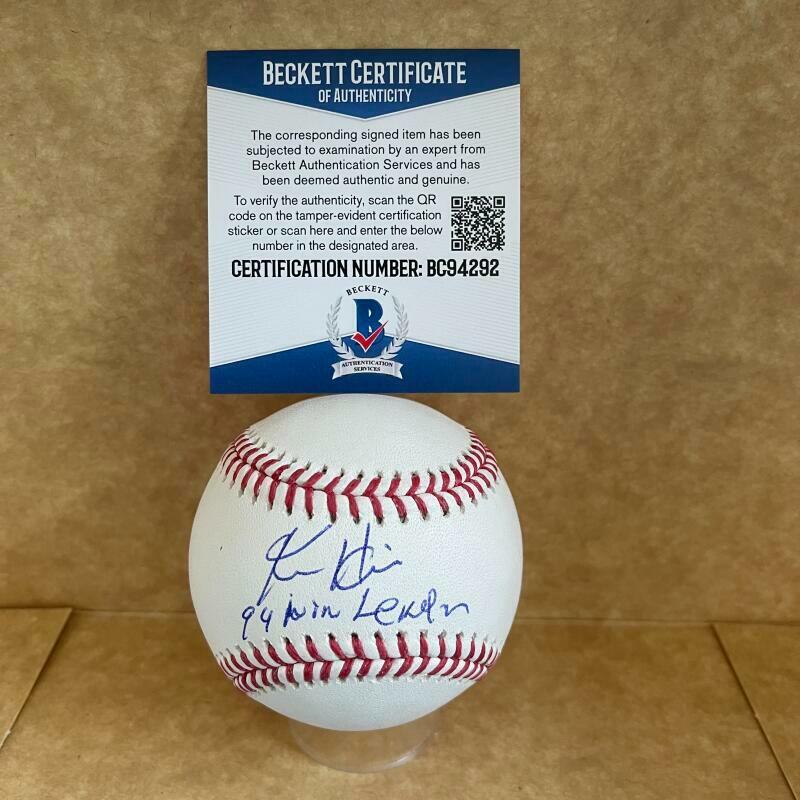 BECKETT CERTIFICATE
OF AUTHENTICITY
The corresponding signed item has been
subjected to examination by an expert from
Beckett Authentication Services and has
been deemed authentic and genuine.
To verify the authenticity, scan the QR
code on the tamper-evident certification
sticker or scan here and enter the below
number in the designated area.
CERTIFICATION NUMBER: BC94292
BECKETT
B
AUTHENTICATION
SERVICES
94 Win Leader